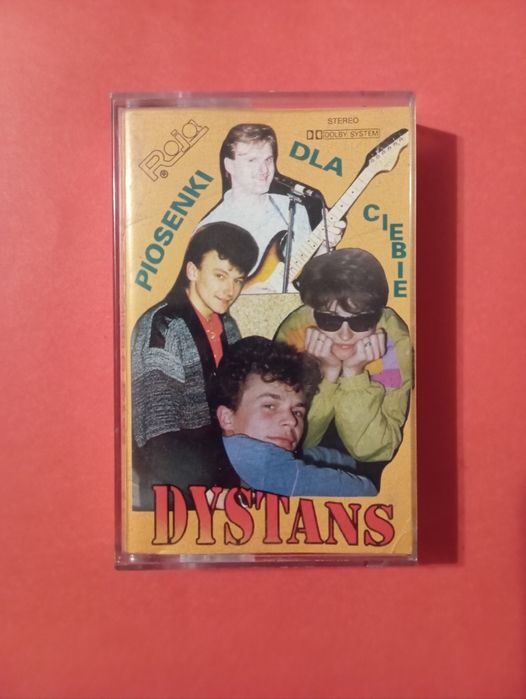 Raja
®
STEREO
DOLBY SYSTEM
PIOSENKI DLA CIEBIE
DYSTANS